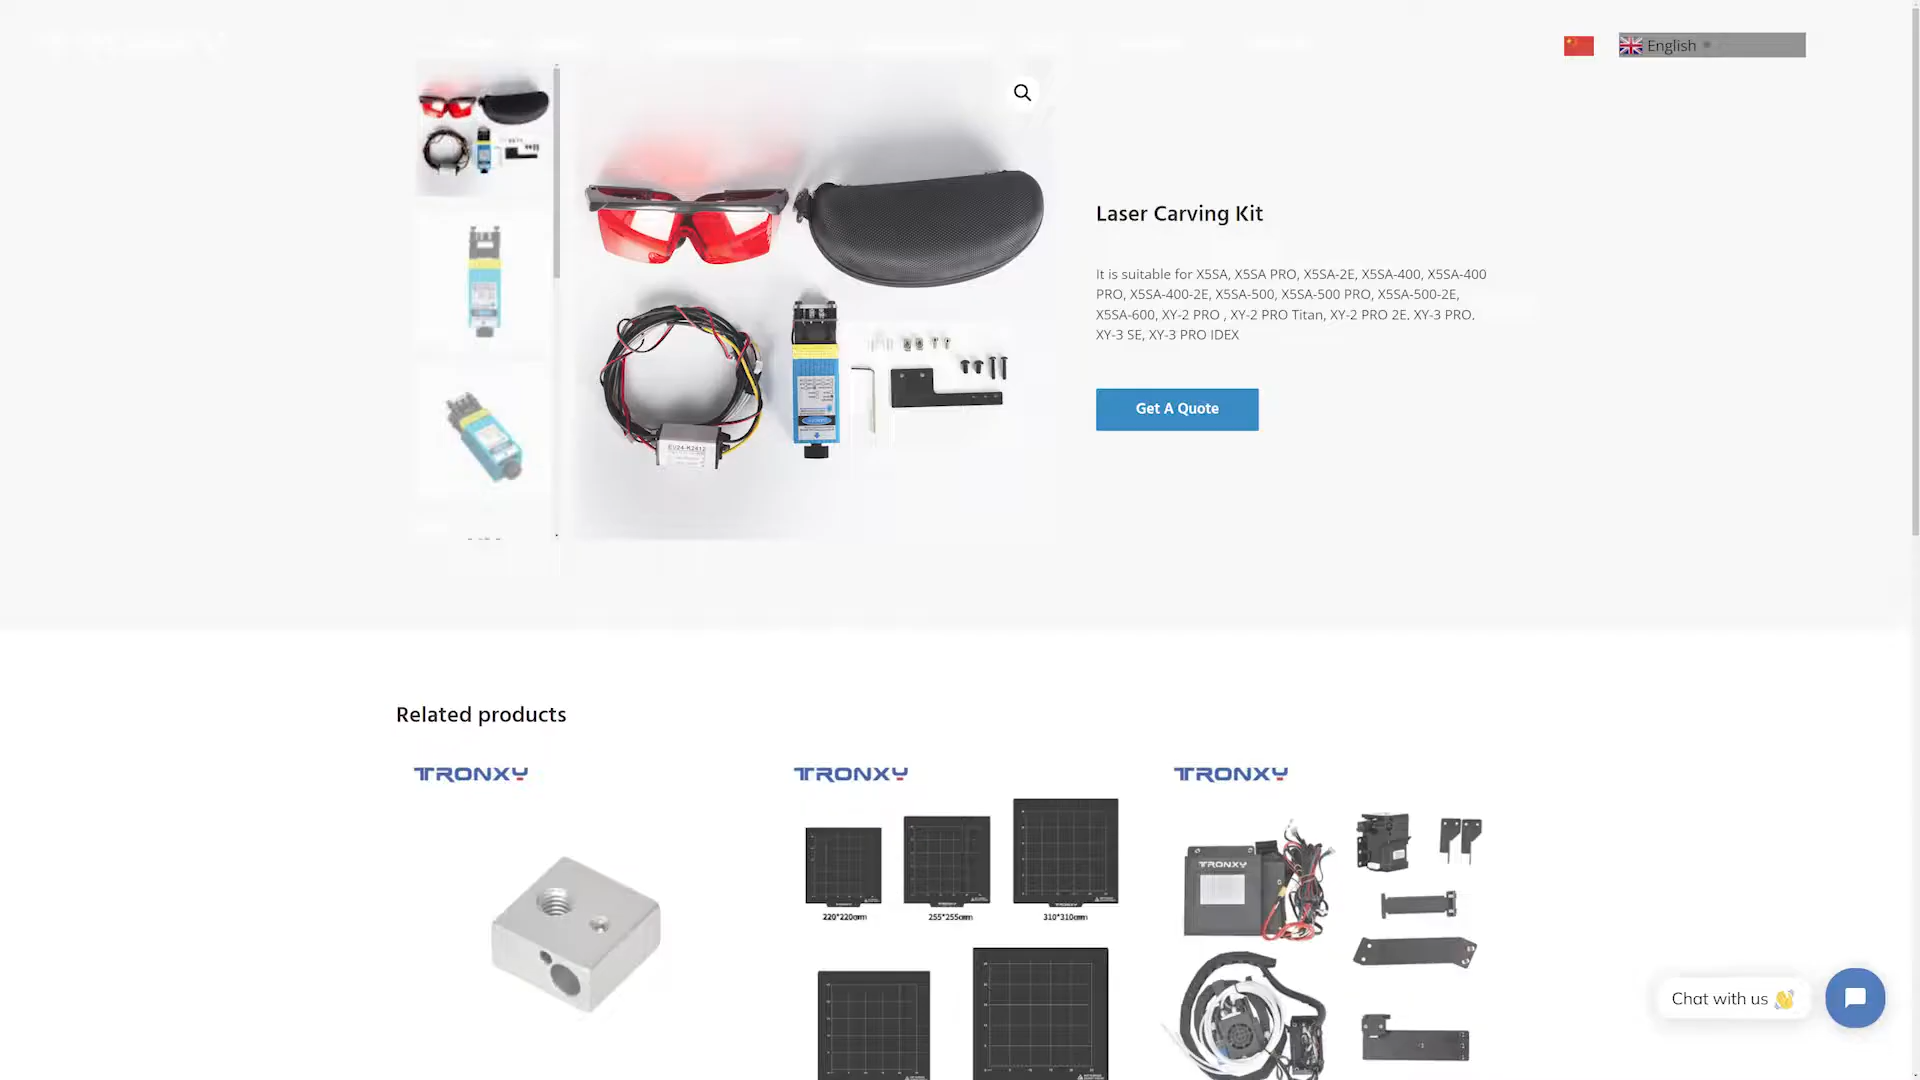 English
Laser Carving Kit
It is suitable for X5SA, X5SA PRO, X5SA-2E, X5SA-400, X5SA-400
PRO, X5SA-400-2E, X5SA-500, X5SA-500 PRO, X5SA-500-2E,
X5SA-600, XY-2 PRO , XY-2 PRO Titan, XY-2 PRO 2E, XY-3 PRO,
XY-3 SE, XY-3 PRO IDEX
Get A Quote
Related products
TRONXY
TRONXY
TRONXY
220*220mm
255*255mm
310*310mm
TRONXY
Chat with us 👋